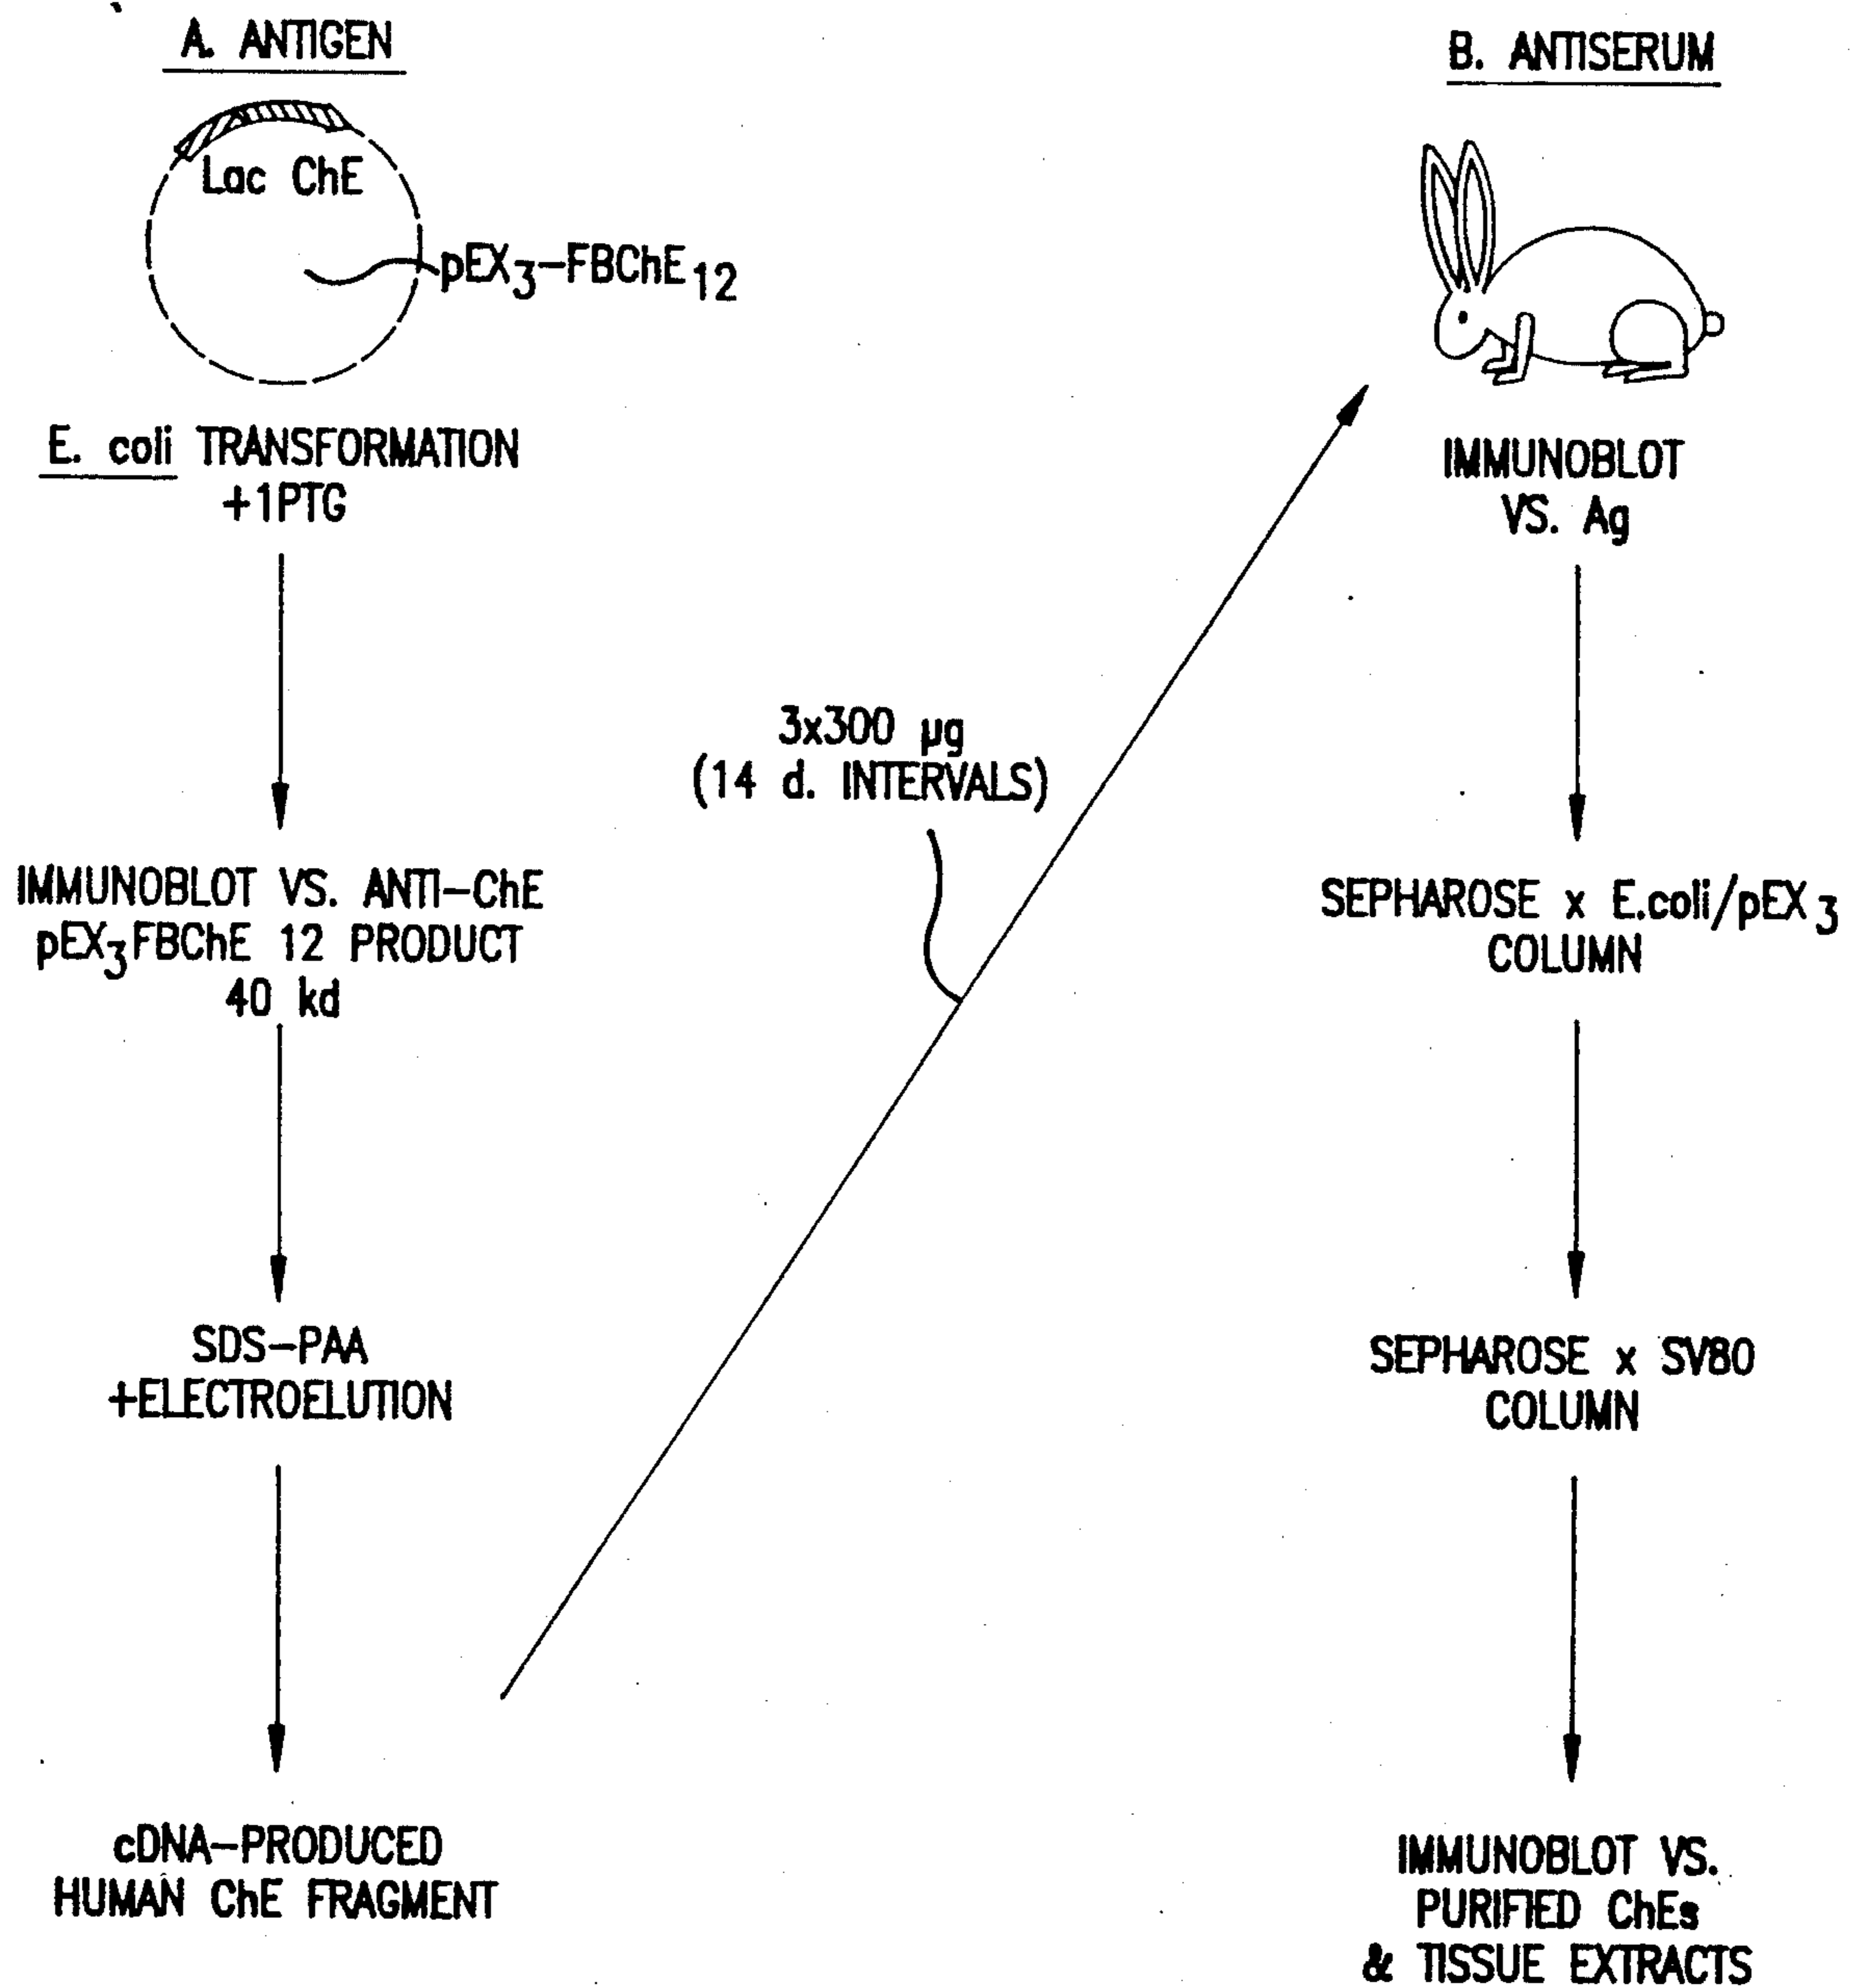 A. ANTIGEN
Lac ChE
pEX3-FBChE12
E. coli TRANSFORMATION
+1PTG
IMMUNOBLOT VS. ANTI-ChE
pEX3FBChE 12 PRODUCT
40 kd
SDS-PAA
+ELECTROELUTION
cDNA-PRODUCED
HUMAN ChE FRAGMENT
3x300 µg
(14 d. INTERVALS)
B. ANTISERUM
IMMUNOBLOT
VS. Ag
SEPHAROSE x E.coli/pEX3
COLUMN
SEPHAROSE x SV80
COLUMN
IMMUNOBLOT VS.
PURIFIED ChEs
& TISSUE EXTRACTS